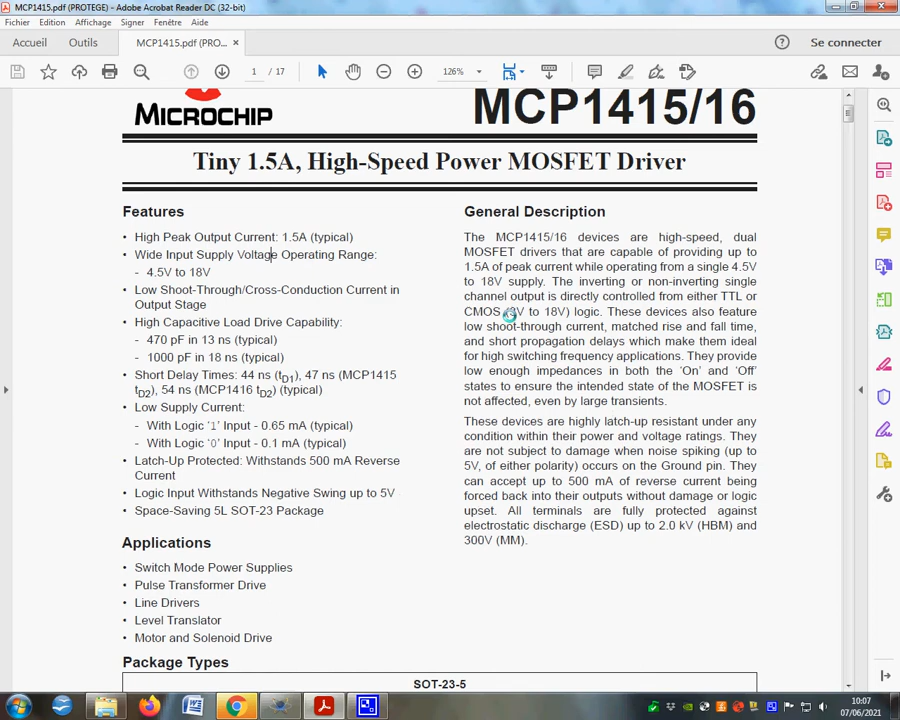 MCP1415.pdf (PROTEGE) - Adobe Acrobat Reader DC (32-bit)
Fichier Edition Affichage Signer Fenêtre Aide
Accueil Outils MCP1415.pdf (PRO... × Se connecter
1 / 17 126%
MICROCHIP MCP1415/16
Tiny 1.5A, High-Speed Power MOSFET Driver
Features
• High Peak Output Current: 1.5A (typical)
• Wide Input Supply Voltage Operating Range:
- 4.5V to 18V
• Low Shoot-Through/Cross-Conduction Current in
Output Stage
• High Capacitive Load Drive Capability:
- 470 pF in 13 ns (typical)
- 1000 pF in 18 ns (typical)
• Short Delay Times: 44 ns (tD1), 47 ns (MCP1415
tD2), 54 ns (MCP1416 tD2) (typical)
• Low Supply Current:
- With Logic '1' Input - 0.65 mA (typical)
- With Logic '0' Input - 0.1 mA (typical)
• Latch-Up Protected: Withstands 500 mA Reverse
Current
• Logic Input Withstands Negative Swing up to 5V
• Space-Saving 5L SOT-23 Package
Applications
• Switch Mode Power Supplies
• Pulse Transformer Drive
• Line Drivers
• Level Translator
• Motor and Solenoid Drive
Package Types
SOT-23-5
General Description
The MCP1415/16 devices are high-speed, dual
MOSFET drivers that are capable of providing up to
1.5A of peak current while operating from a single 4.5V
to 18V supply. The inverting or non-inverting single
channel output is directly controlled from either TTL or
CMOS (3V to 18V) logic. These devices also feature
low shoot-through current, matched rise and fall time,
and short propagation delays which make them ideal
for high switching frequency applications. They provide
low enough impedances in both the 'On' and 'Off'
states to ensure the intended state of the MOSFET is
not affected, even by large transients.
These devices are highly latch-up resistant under any
condition within their power and voltage ratings. They
are not subject to damage when noise spiking (up to
5V, of either polarity) occurs on the Ground pin. They
can accept up to 500 mA of reverse current being
forced back into their outputs without damage or logic
upset. All terminals are fully protected against
electrostatic discharge (ESD) up to 2.0 kV (HBM) and
300V (MM).
10:07
07/06/2021